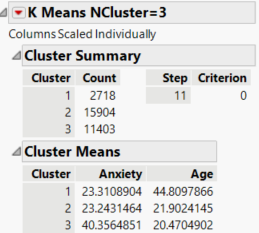 K Means NCluster=3
Columns Scaled Individually
Cluster Summary
Cluster Count Step Criterion
1 2718 11 0
2 15904
3 11403
Cluster Means
Cluster Anxiety Age
1 23.3108904 44.8097866
2 23.2431464 21.9024145
3 40.3564851 20.4704902